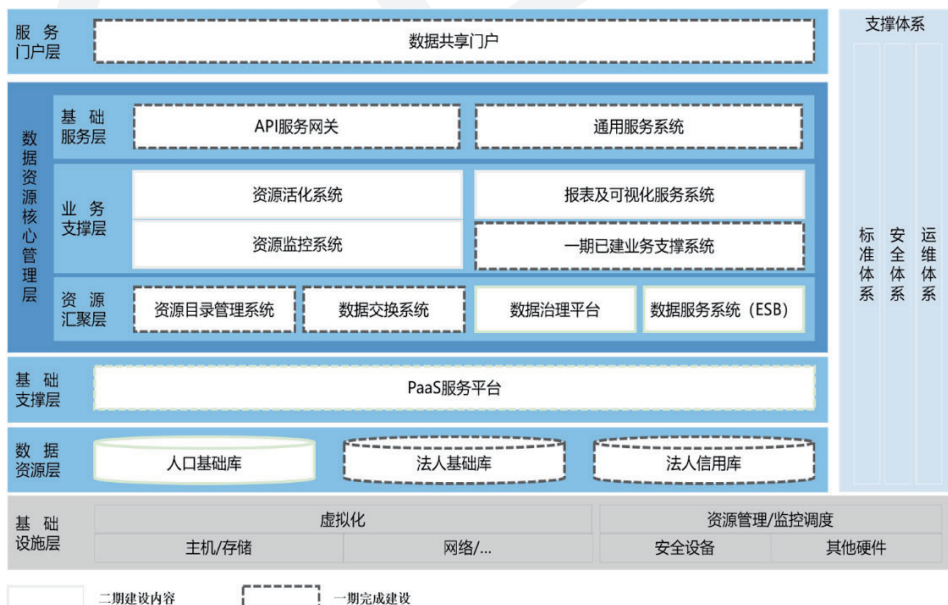 服 务
门户层
数据共享门户
支撑体系
数据资源核心管理层
基 础
服务层
API服务网关
通用服务系统
业 务
支撑层
资源活化系统
报表及可视化服务系统
资源监控系统
一期已建业务支撑系统
资 源
汇聚层
资源目录管理系统
数据交换系统
数据治理平台
数据服务系统（ESB）
标准体系
安全体系
运维体系
基 础
支撑层
PaaS服务平台
数 据
资源层
人口基础库
法人基础库
法人信用库
基 础
设施层
虚拟化
资源管理/监控调度
主机/存储
网络/...
安全设备
其他硬件
二期建设内容
一期完成建设